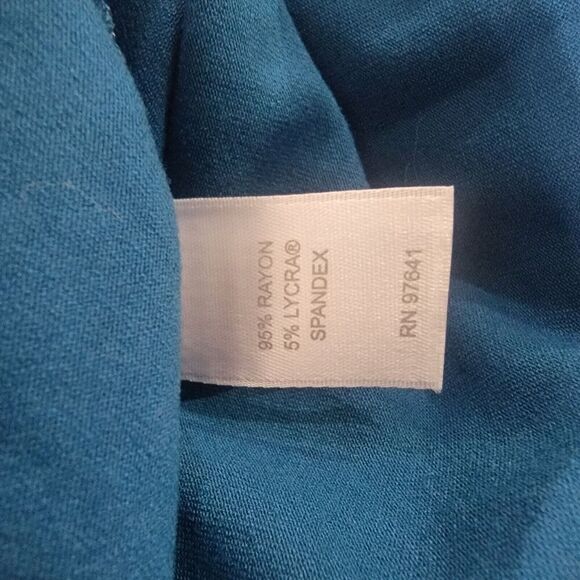 95% RAYON
5% LYCRA®
SPANDEX
RN 97641